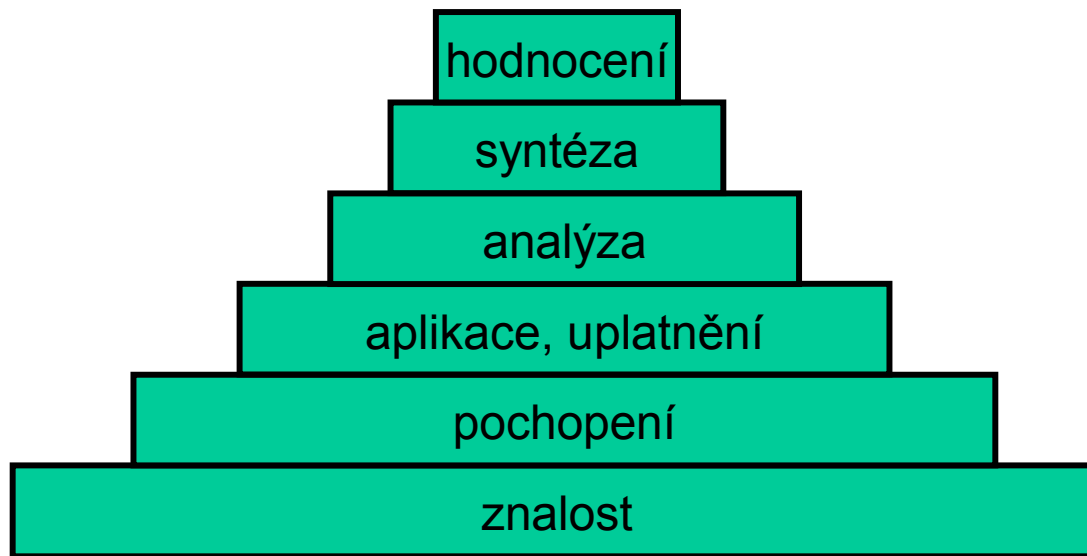 hodnocení
syntéza
analýza
aplikace, uplatnění
pochopení
znalost